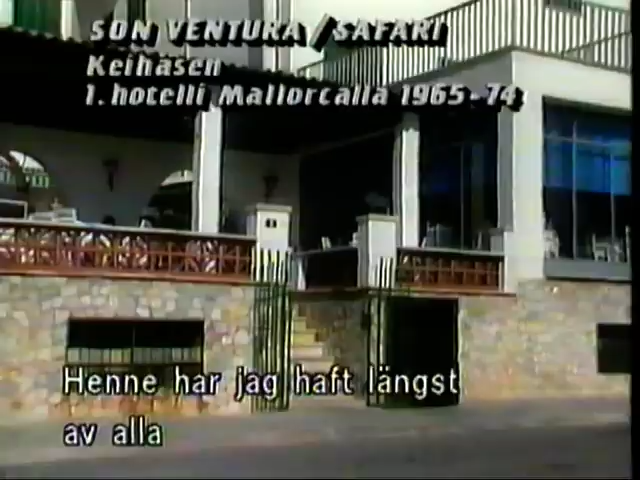 SON VENTURA/SAFARI
Keihäsen
1. hotelli Mallorcalla 1965-74
Henne har jag haft längst
av alla